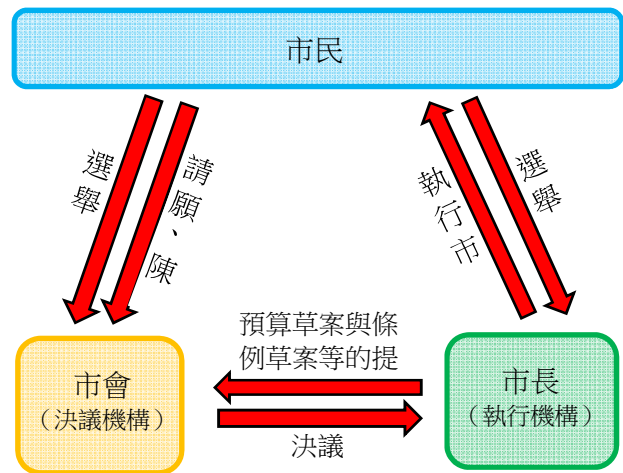 市民
選舉
請願、陳
執行市
選舉
預算草案與條
例草案等的提
市會
（決議機構）
市長
（執行機構）
決議